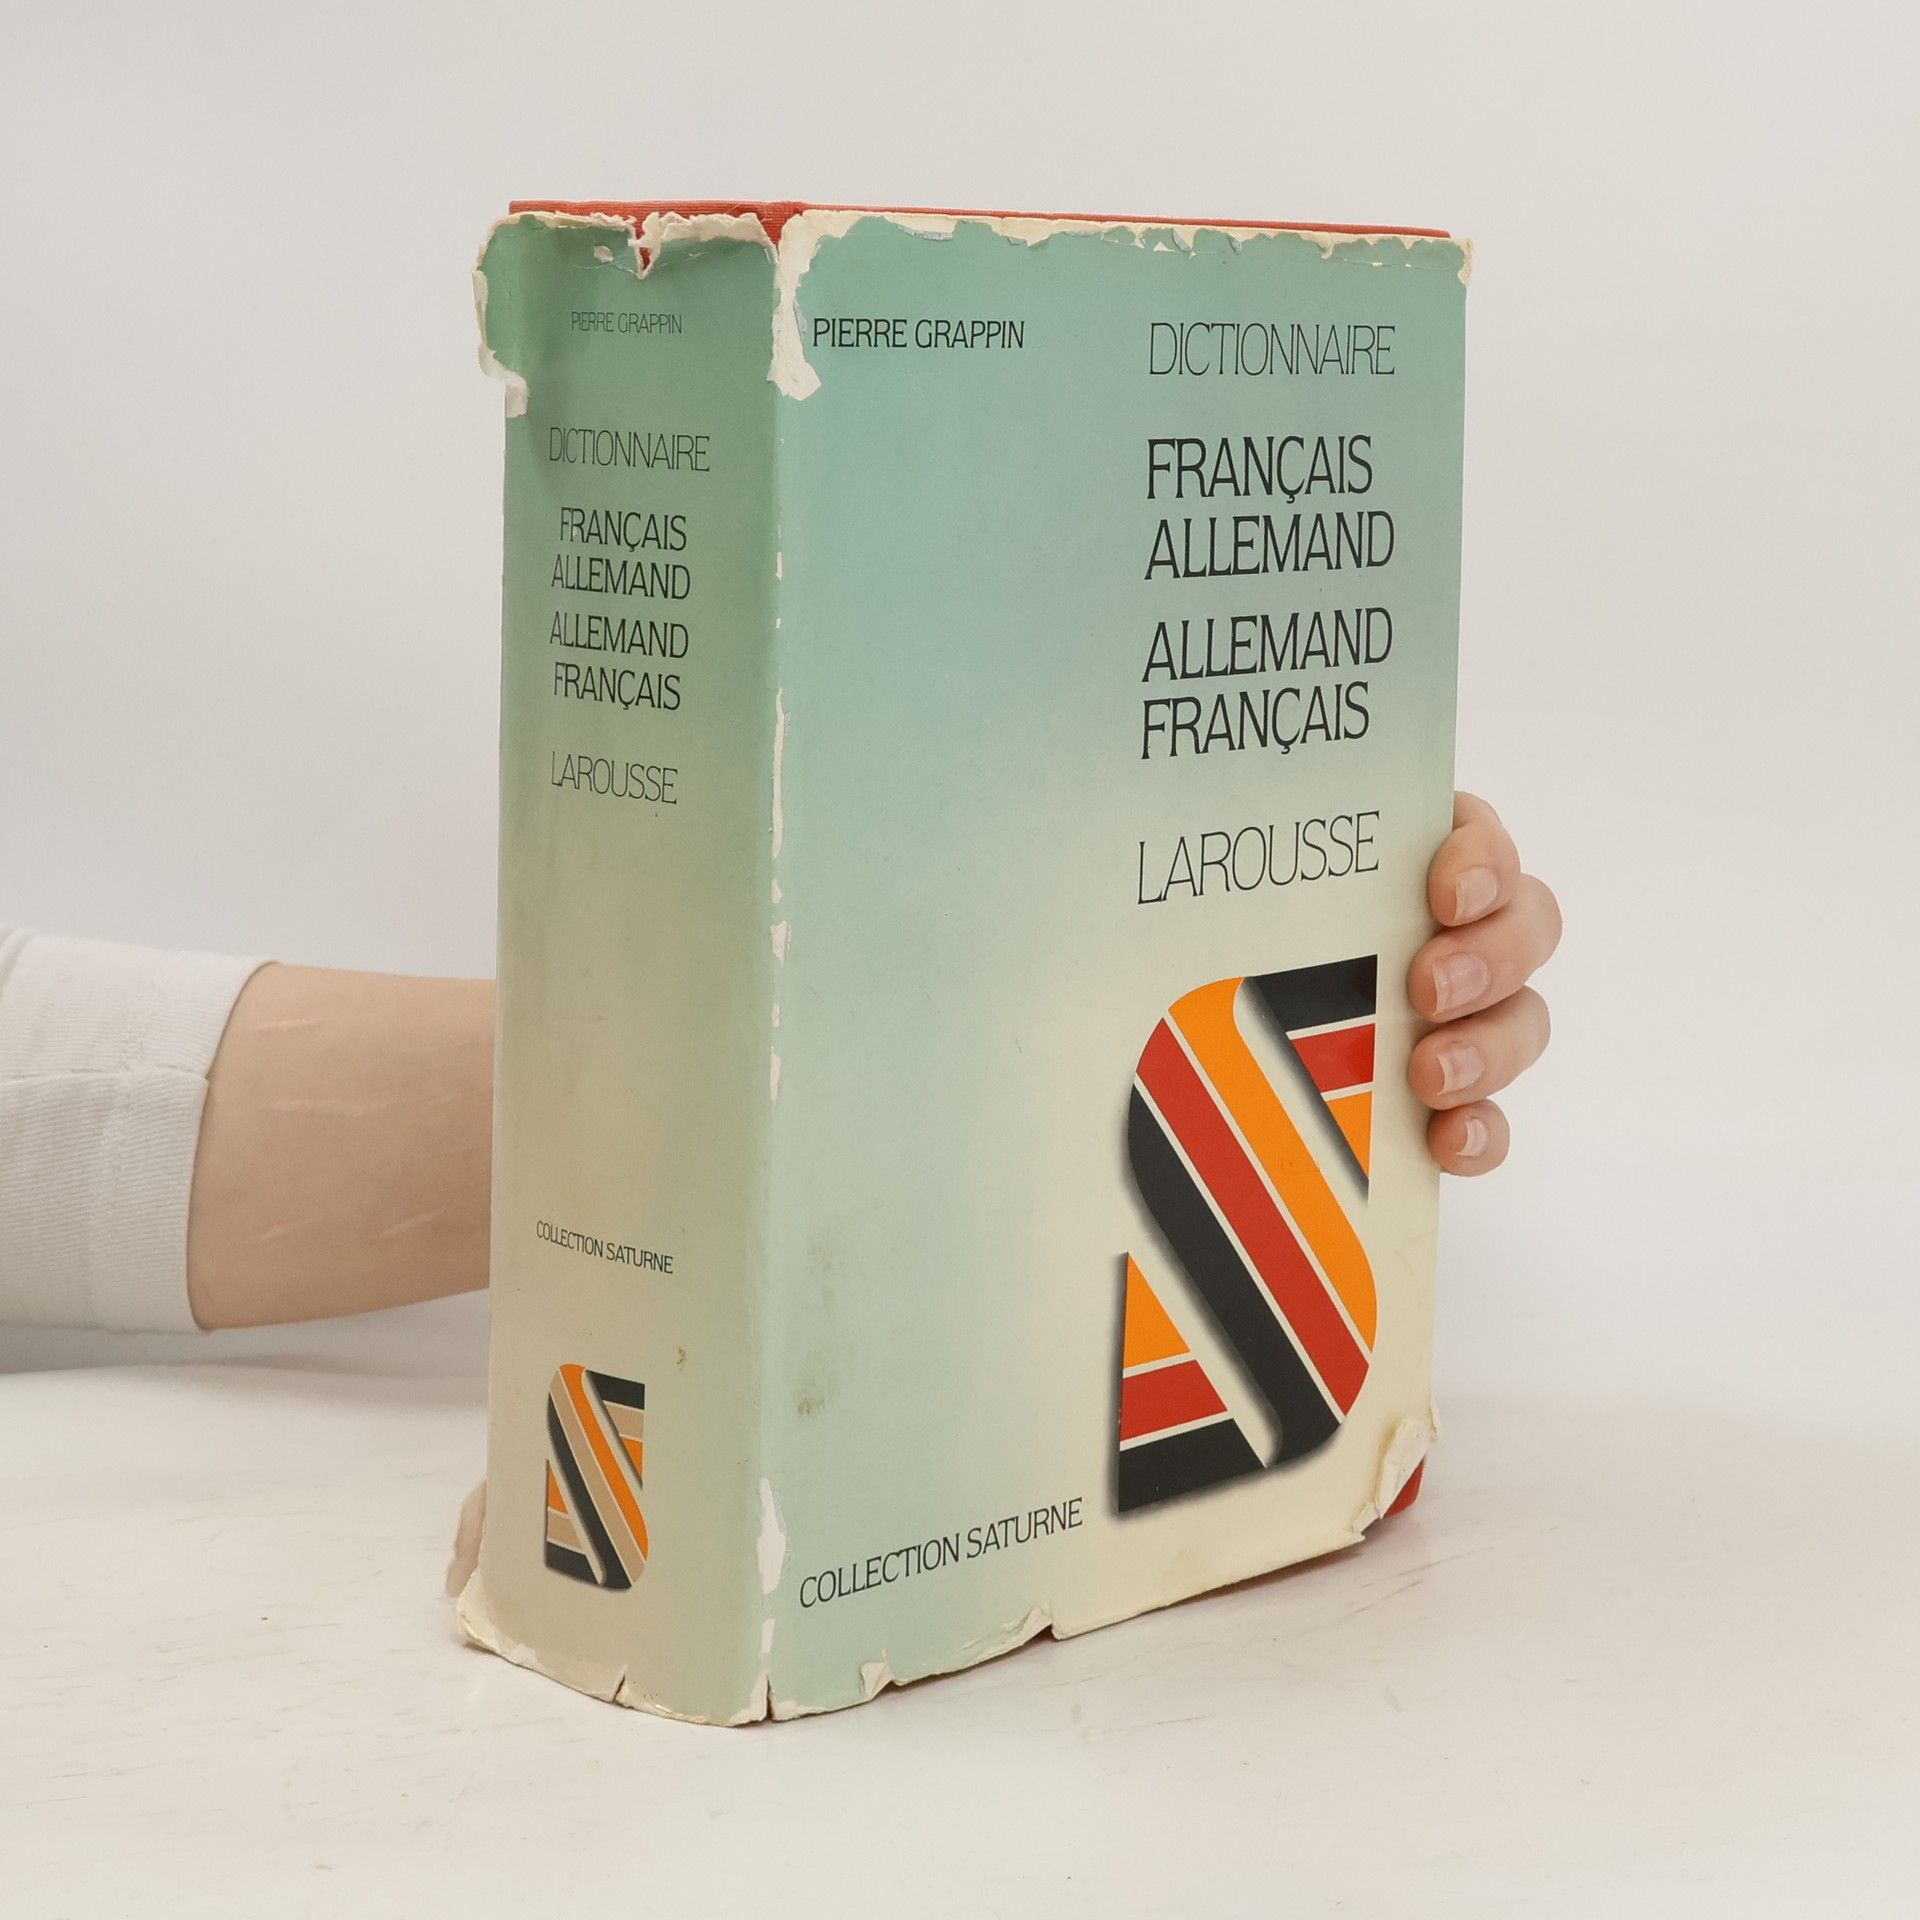 PIERRE GRAPPIN
DICTIONNAIRE
FRANÇAIS
ALLEMAND
ALLEMAND
FRANÇAIS
LAROUSSE
COLLECTION SATURNE
PIERRE GRAPPIN
DICTIONNAIRE
FRANÇAIS
ALLEMAND
ALLEMAND
FRANÇAIS
LAROUSSE
S
COLLECTION SATURNE